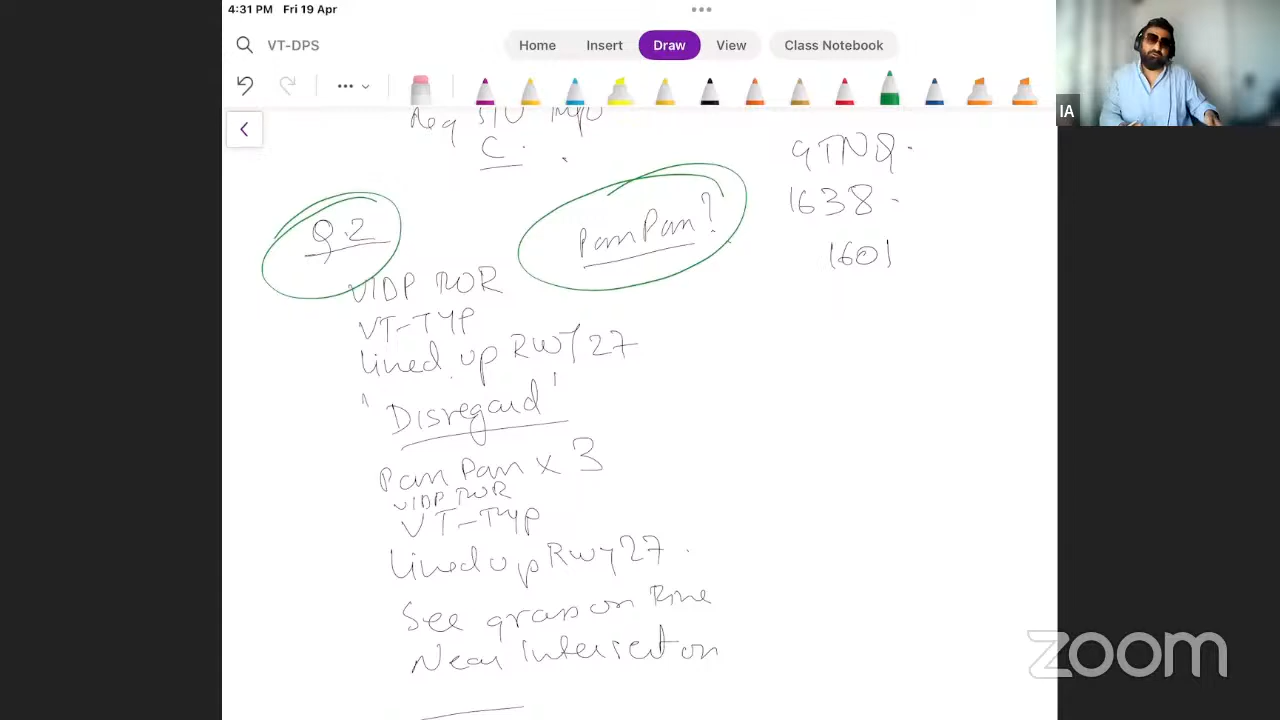 4:31 PM Fri 19 Apr
VT-DPS
Home Insert Draw View Class Notebook
IA
Req
C.
GTNQ.
1638.
1601
Q.2
Pan Pan?
VIDP TWR
VT-TYP
Lined up RWY 27
'Disregard'
Pan Pan x 3
VIDP TWR
VT-TYP
Lined up Rwy 27.
See grass on
Near Intersection
zoom